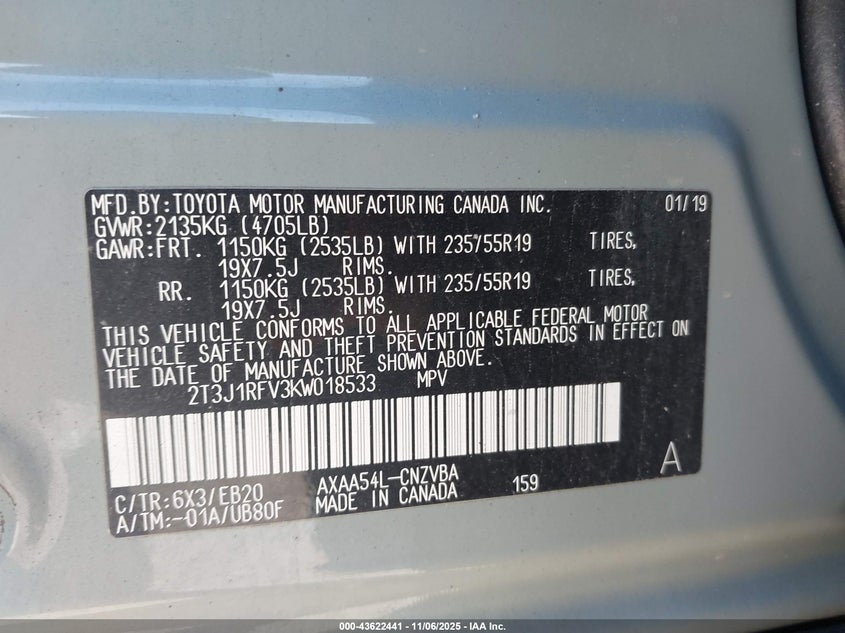 MFD.BY:TOYOTA MOTOR MANUFACTURING CANADA INC. 01/19
GVWR:2135KG (4705LB)
GAWR:FRT. 1150KG (2535LB) WITH 235/55R19 TIRES,
19X7.5J RIMS.
RR. 1150KG (2535LB) WITH 235/55R19 TIRES,
19X7.5J RIMS.
THIS VEHICLE CONFORMS TO ALL APPLICABLE FEDERAL MOTOR
VEHICLE SAFETY AND THEFT PREVENTION STANDARDS IN EFFECT ON
THE DATE OF MANUFACTURE SHOWN ABOVE.
2T3J1RFV3KW018533 MPV
A
C/TR:6X3/EB20 AXAA54L-CNZVBA 159
A/TM:-01A/UB80F MADE IN CANADA
000-43622441 - 11/06/2025 - IAA Inc.